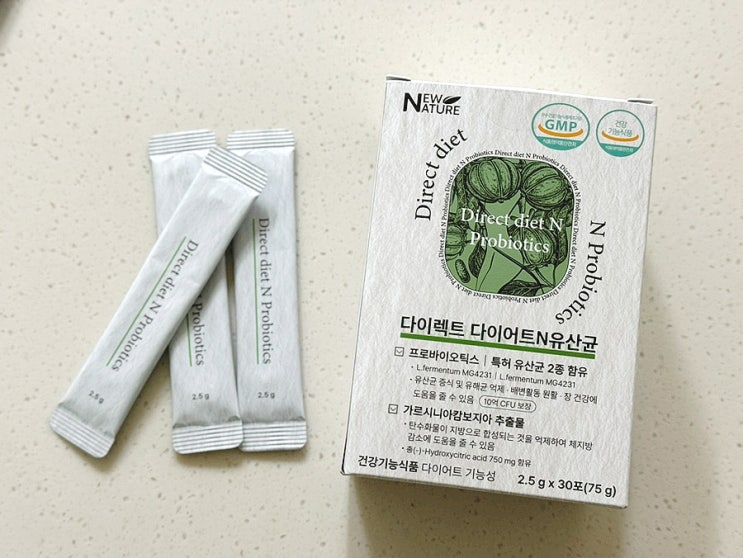 NEW NATURE
GMP
건강
기능식품
Direct diet
N Probiotics
Direct diet N Probiotics Direct diet N Probiotics Direct diet N Probiotics
Direct diet N
Probiotics
다이렉트 다이어트N유산균
프로바이오틱스 | 특허 유산균 2종 함유
· L.fermentum MG4231 | L.fermentum MG4231
· 유산균 증식 및 유해균 억제 · 배변활동 원활 · 장 건강에
도움을 줄 수 있음 10억 CFU 보장
가르시니아캄보지아 추출물
· 탄수화물이 지방으로 합성되는 것을 억제하여 체지방
감소에 도움을 줄 수 있음
· 총(-)-Hydroxycitric acid 750 mg 함유
건강기능식품 다이어트 기능성
2.5 g x 30포(75 g)
Direct diet N Probiotics
2.5 g
Probiotics
2.5 g
Direct diet N Probiotics
2.5 g